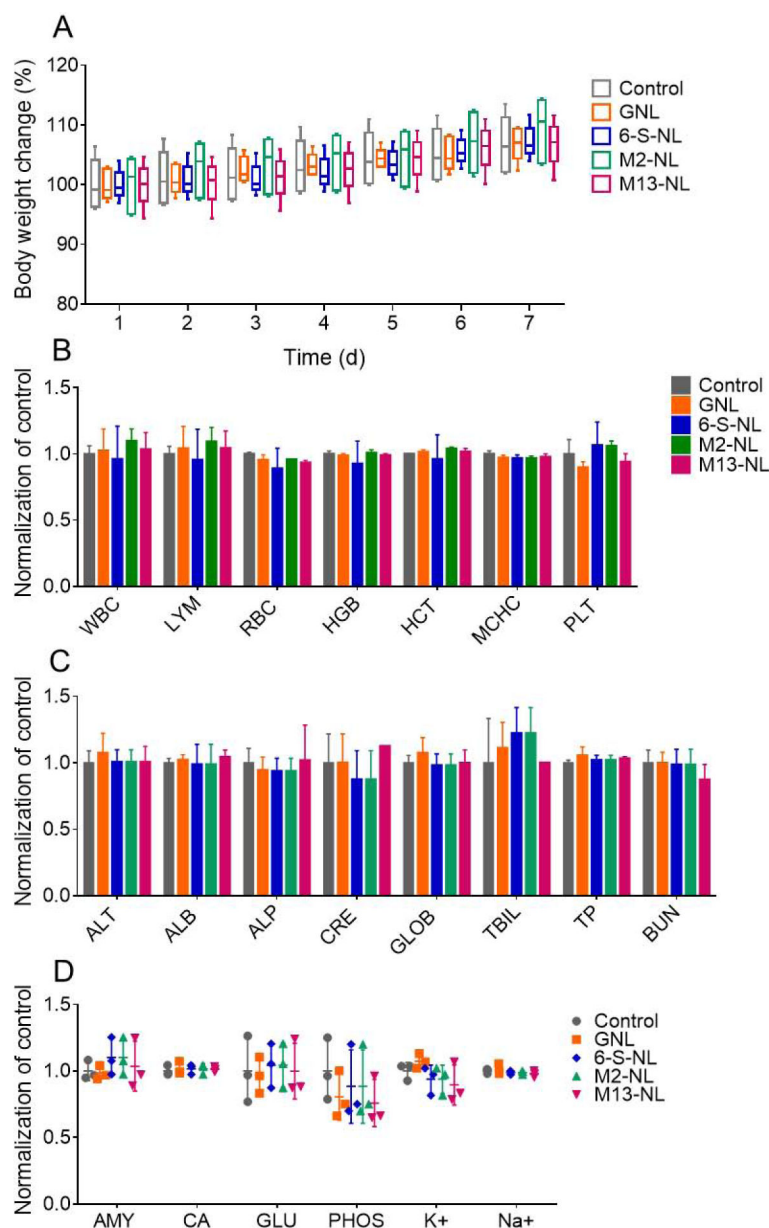 A
Body weight change (%)
120
110
100
90
80
1 2 3 4 5 6 7
Time (d)
Control
GNL
6-S-NL
M2-NL
M13-NL
B
Normalization of control
1.5
1.0
0.5
0.0
WBC LYM RBC HGB HCT MCHC PLT
Control
GNL
6-S-NL
M2-NL
M13-NL
C
Normalization of control
1.5
1.0
0.5
0.0
ALT ALB ALP CRE GLOB TBIL TP BUN
D
Normalization of control
1.5
1.0
0.5
0.0
AMY CA GLU PHOS K+ Na+
Control
GNL
6-S-NL
M2-NL
M13-NL